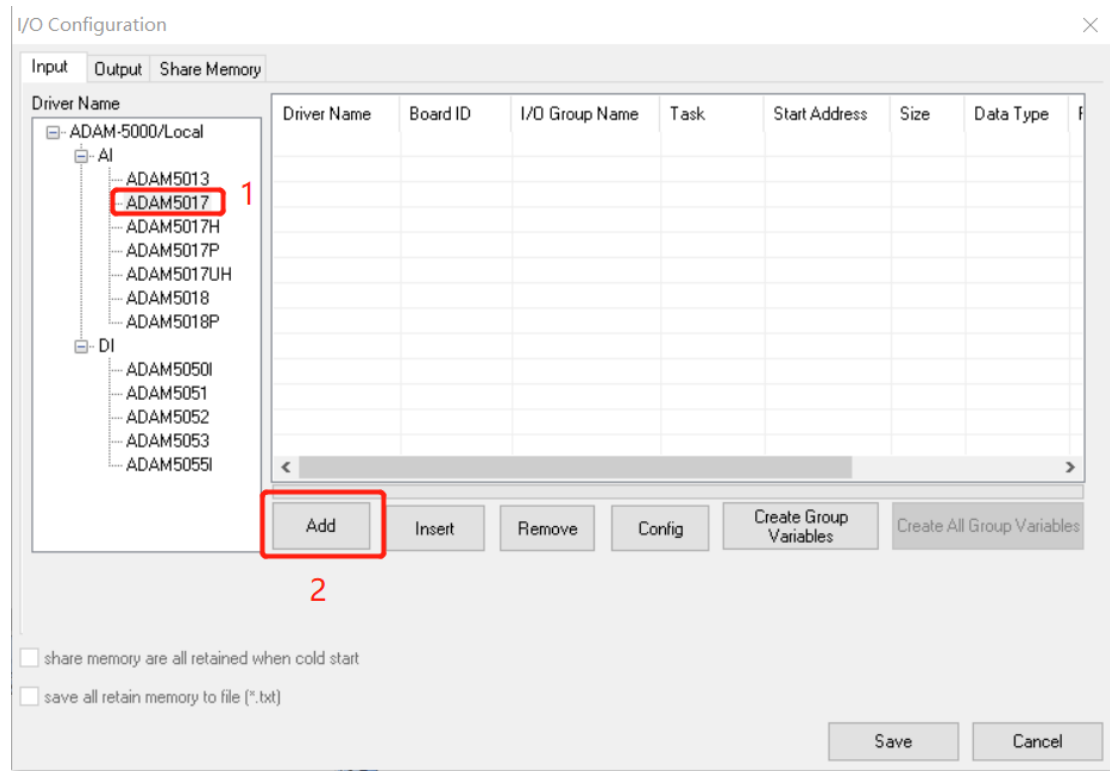 I/O Configuration
Input Output Share Memory
Driver Name
ADAM-5000/Local
AI
ADAM5013
ADAM5017
1
ADAM5017H
ADAM5017P
ADAM5017UH
ADAM5018
ADAM5018P
DI
ADAM5050I
ADAM5051
ADAM5052
ADAM5053
ADAM5055I
Driver Name Board ID I/O Group Name Task Start Address Size Data Type
Add Insert Remove Config Create Group Variables Create All Group Variables
2
share memory are all retained when cold start
save all retain memory to file (*.txt)
Save Cancel